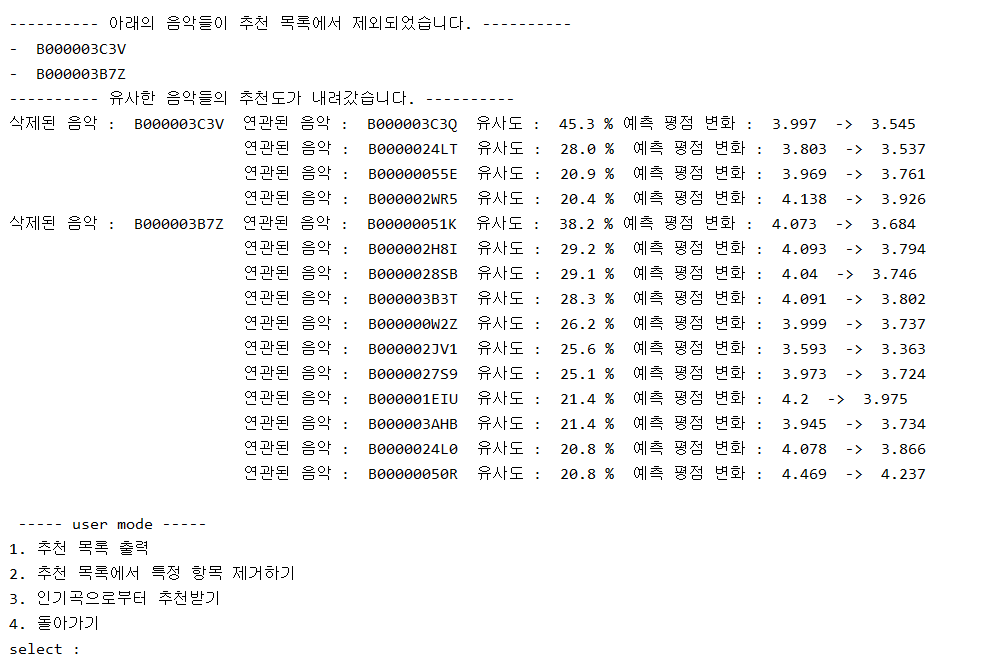 ---------- 아래의 음악들이 추천 목록에서 제외되었습니다. ----------
-  B000003C3V
-  B000003B7Z
---------- 유사한 음악들의 추천도가 내려갔습니다. ----------
삭제된 음악 :  B000003C3V  연관된 음악 :  B000003C3Q  유사도 :  45.3 % 예측 평점 변화 :  3.997  ->  3.545
연관된 음악 :  B0000024LT  유사도 :  28.0 %  예측 평점 변화 :  3.803  ->  3.537
연관된 음악 :  B00000055E  유사도 :  20.9 %  예측 평점 변화 :  3.969  ->  3.761
연관된 음악 :  B000002WR5  유사도 :  20.4 %  예측 평점 변화 :  4.138  ->  3.926
삭제된 음악 :  B000003B7Z  연관된 음악 :  B00000051K  유사도 :  38.2 % 예측 평점 변화 :  4.073  ->  3.684
연관된 음악 :  B000002H8I  유사도 :  29.2 %  예측 평점 변화 :  4.093  ->  3.794
연관된 음악 :  B0000028SB  유사도 :  29.1 %  예측 평점 변화 :  4.04  ->  3.746
연관된 음악 :  B000003B3T  유사도 :  28.3 %  예측 평점 변화 :  4.091  ->  3.802
연관된 음악 :  B000000W2Z  유사도 :  26.2 %  예측 평점 변화 :  3.999  ->  3.737
연관된 음악 :  B000002JV1  유사도 :  25.6 %  예측 평점 변화 :  3.593  ->  3.363
연관된 음악 :  B0000027S9  유사도 :  25.1 %  예측 평점 변화 :  3.973  ->  3.724
연관된 음악 :  B000001EIU  유사도 :  21.4 %  예측 평점 변화 :  4.2  ->  3.975
연관된 음악 :  B000003AHB  유사도 :  21.4 %  예측 평점 변화 :  3.945  ->  3.734
연관된 음악 :  B0000024L0  유사도 :  20.8 %  예측 평점 변화 :  4.078  ->  3.866
연관된 음악 :  B00000050R  유사도 :  20.8 %  예측 평점 변화 :  4.469  ->  4.237
----- user mode -----
1. 추천 목록 출력
2. 추천 목록에서 특정 항목 제거하기
3. 인기곡으로부터 추천받기
4. 돌아가기
select :